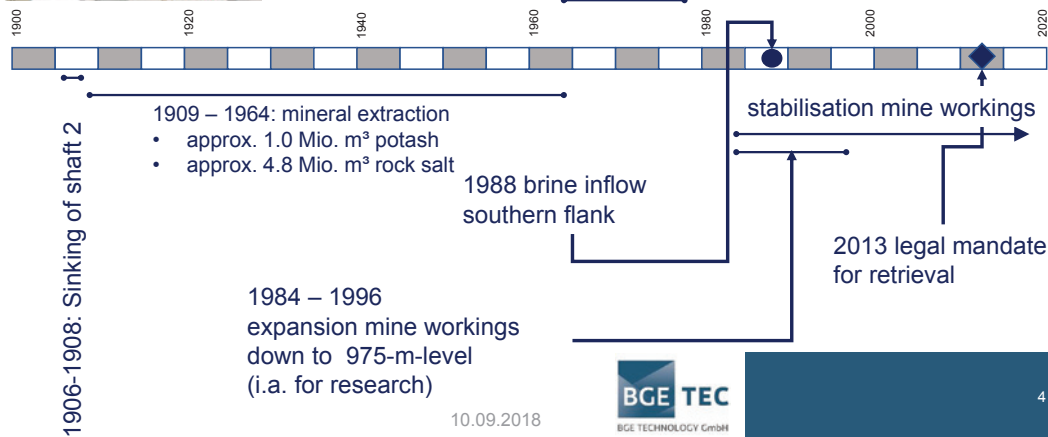 1900
1920
1940
1960
1980
2000
2020
1909 – 1964: mineral extraction
• approx. 1.0 Mio. m³ potash
• approx. 4.8 Mio. m³ rock salt
1906-1908: Sinking of shaft 2
1988 brine inflow
southern flank
stabilisation mine workings
2013 legal mandate
for retrieval
1984 – 1996
expansion mine workings
down to 975-m-level
(i.a. for research)
10.09.2018
BGE TEC
BGE TECHNOLOGY GmbH
4